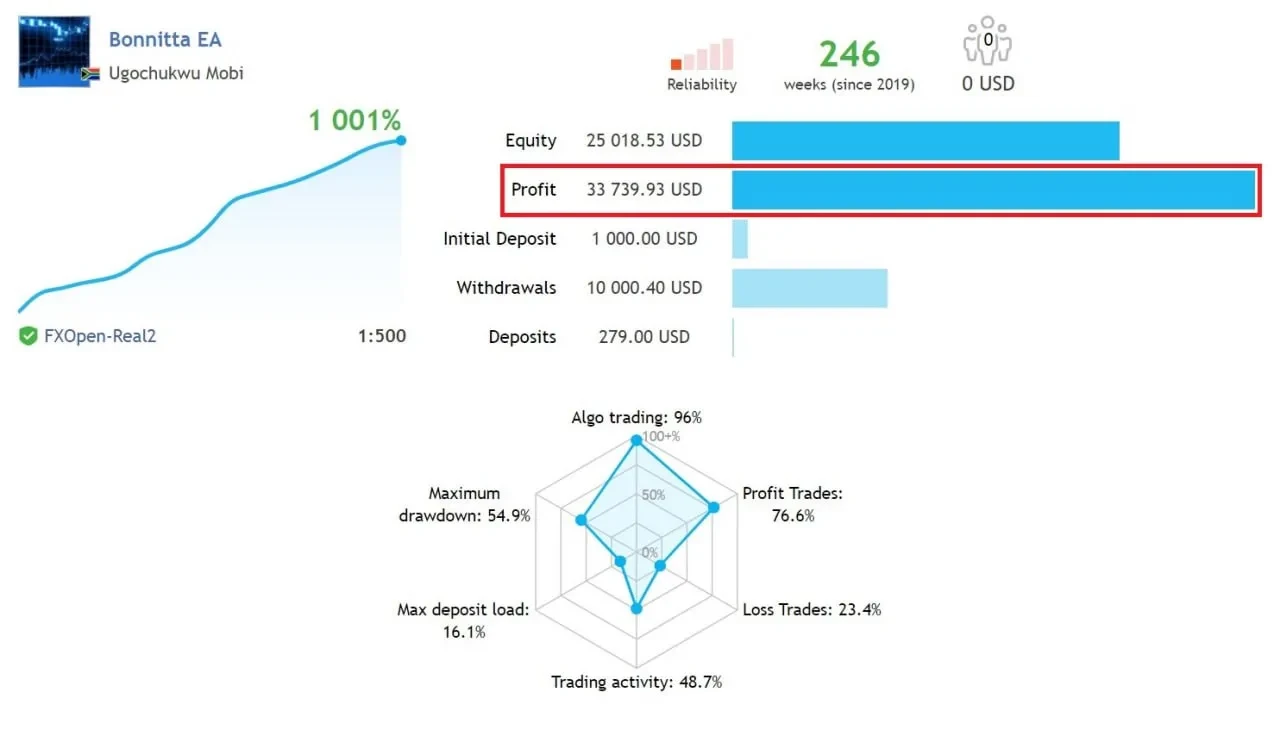 Bonnitta EA
Ugochukwu Mobi
Reliability
246
weeks (since 2019)
0
0 USD
1 001%
FXOpen-Real2
1:500
Equity 25 018.53 USD
Profit 33 739.93 USD
Initial Deposit 1 000.00 USD
Withdrawals 10 000.40 USD
Deposits 279.00 USD
Algo trading: 96%
100+%
50%
0%
Maximum
drawdown: 54.9%
Profit Trades:
76.6%
Max deposit load:
16.1%
Loss Trades: 23.4%
Trading activity: 48.7%